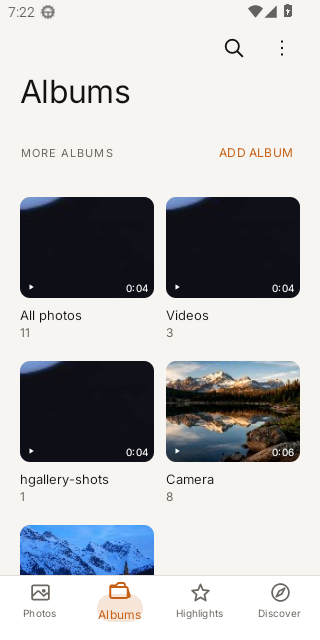 7:22
Albums
MORE ALBUMS
ADD ALBUM
0:04
0:04
All photos
Videos
11
3
0:04
0:06
hgallery-shots
Camera
1
8
Photos
Albums
Highlights
Discover